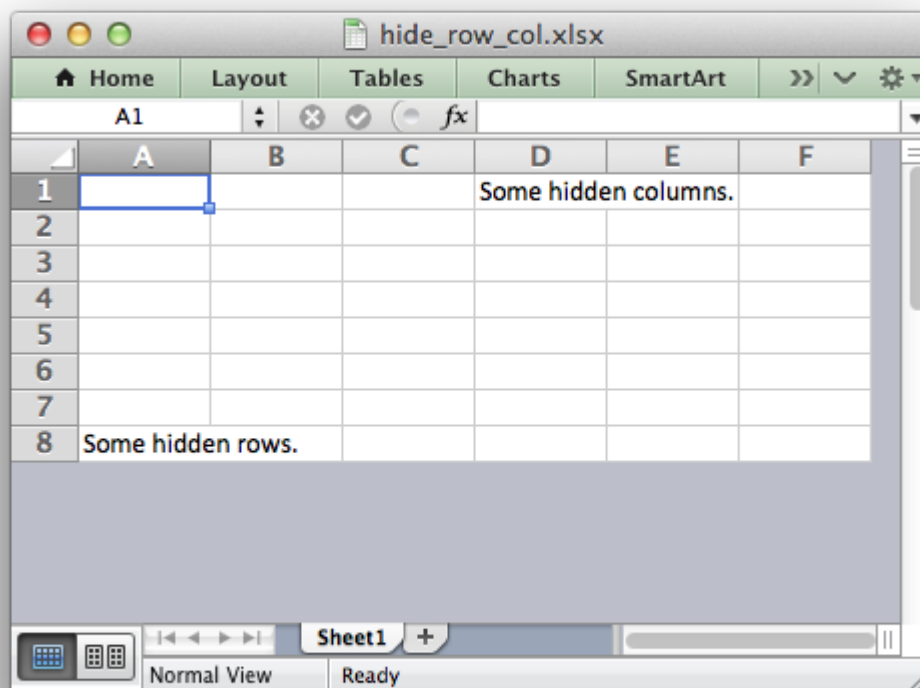 hide_row_col.xlsx
Home Layout Tables Charts SmartArt
A1 fx
A B C D E F
1 Some hidden columns.
2
3
4
5
6
7
8 Some hidden rows.
Sheet1 +
Normal View Ready